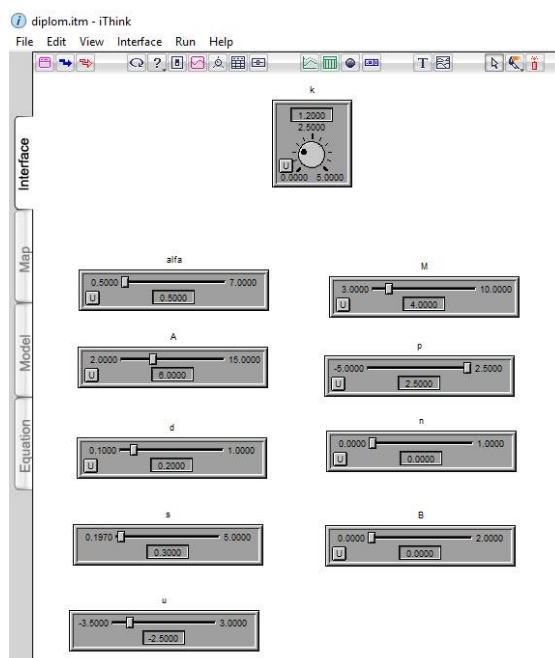 diplom.itm - iThink
File Edit View Interface Run Help
T
Interface
Map
Model
Equation
k
1.2000
2.5000
U
0.0000 5.0000
alfa
0.5000 7.0000
U 0.5000
M
3.0000 10.0000
U 4.0000
A
2.0000 15.0000
U 6.0000
p
-5.0000 2.5000
U 2.5000
d
0.1000 1.0000
U 0.2000
n
0.0000 1.0000
U 0.0000
s
0.1970 5.0000
0.3000
B
0.0000 2.0000
U 0.0000
u
-3.5000 3.0000
-2.5000